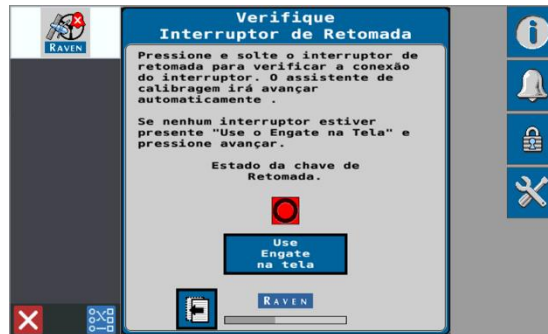 RAVEN
Verifique
Interruptor de Retomada
Pressione e solte o interruptor de
retomada para verificar a conexão
do interruptor. O assistente de
calibragem irá avançar
automaticamente .
Se nenhum interruptor estiver
presente "Use o Engate na Tela" e
pressione avançar.
Estado da chave de
Retomada.
Use
Engate
na tela
RAVEN